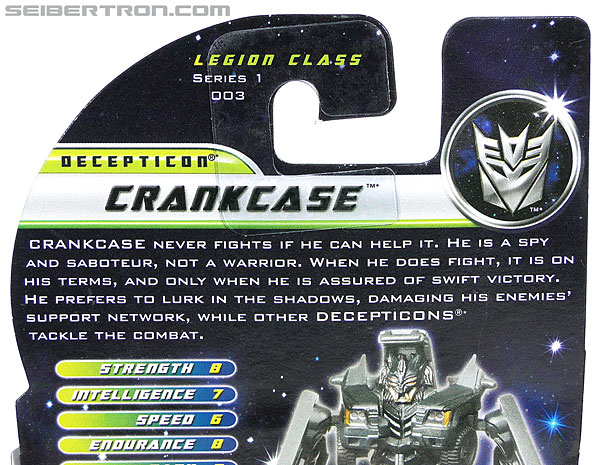 SEIBERTRON.COM
LEGION CLASS
SERIES 1
003
DECEPTICON®*
CRANKCASE™*
TM*
CRANKCASE NEVER FIGHTS IF HE CAN HELP IT. HE IS A SPY
AND SABOTEUR, NOT A WARRIOR. WHEN HE DOES FIGHT, IT IS ON
HIS TERMS, AND ONLY WHEN HE IS ASSURED OF SWIFT VICTORY.
HE PREFERS TO LURK IN THE SHADOWS, DAMAGING HIS ENEMIES'
SUPPORT NETWORK, WHILE OTHER DECEPTICONS®*
TACKLE THE COMBAT.
STRENGTH 8
INTELLIGENCE 7
SPEED 6
ENDURANCE 8